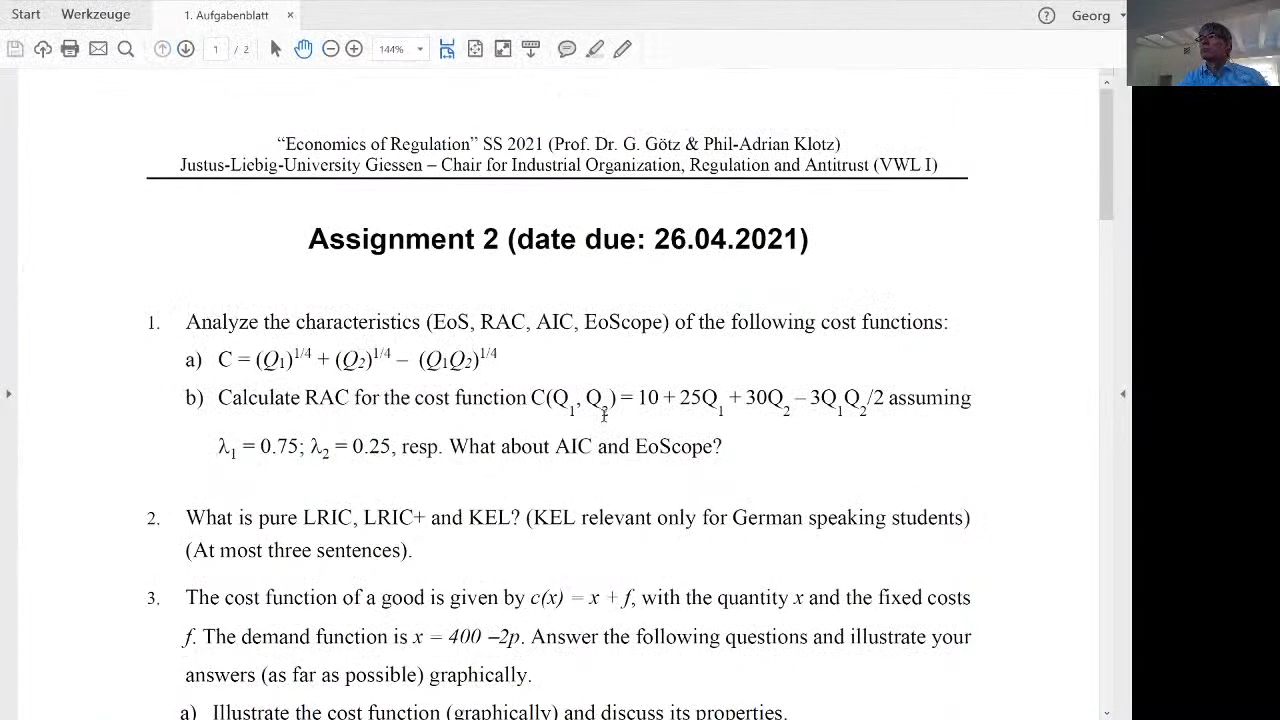 Start Werkzeuge 1. Aufgabenblatt × ? Georg
1 / 2 144%
“Economics of Regulation” SS 2021 (Prof. Dr. G. Götz & Phil-Adrian Klotz)
Justus-Liebig-University Giessen – Chair for Industrial Organization, Regulation and Antitrust (VWL I)
Assignment 2 (date due: 26.04.2021)
1. Analyze the characteristics (EoS, RAC, AIC, EoScope) of the following cost functions:
a) C = (Q₁)^1/4 + (Q₂)^1/4 – (Q₁Q₂)^1/4
b) Calculate RAC for the cost function C(Q₁, Q₂) = 10 + 25Q₁ + 30Q₂ – 3Q₁Q₂/2 assuming
λ₁ = 0.75; λ₂ = 0.25, resp. What about AIC and EoScope?
2. What is pure LRIC, LRIC+ and KEL? (KEL relevant only for German speaking students)
(At most three sentences).
3. The cost function of a good is given by c(x) = x + f, with the quantity x and the fixed costs
f. The demand function is x = 400 –2p. Answer the following questions and illustrate your
answers (as far as possible) graphically.
a) Illustrate the cost function (graphically) and discuss its properties.